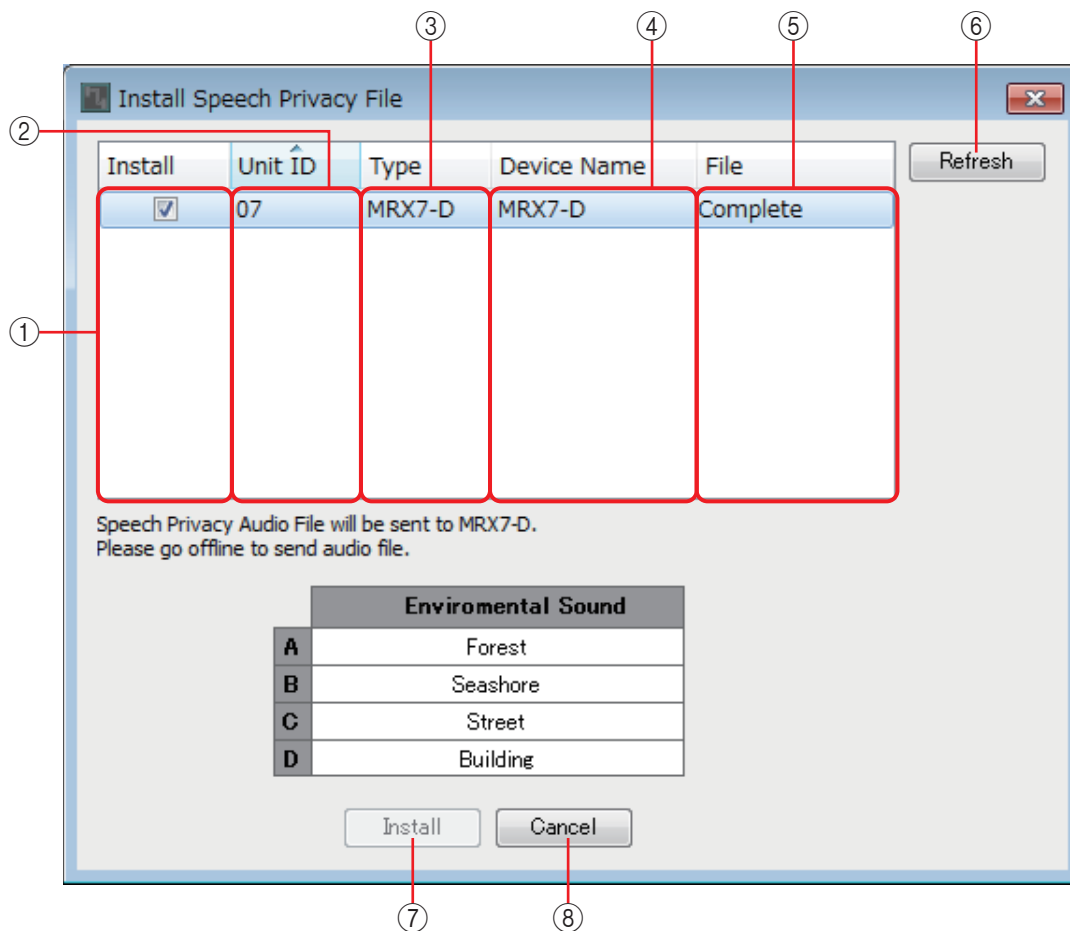 ③ ④ ⑤ ⑥
Install Speech Privacy File
②
Install Unit ID Type Device Name File Refresh
07 MRX7-D MRX7-D Complete
①
Speech Privacy Audio File will be sent to MRX7-D.
Please go offline to send audio file.
Enviromental Sound
A Forest
B Seashore
C Street
D Building
Install Cancel
⑦ ⑧